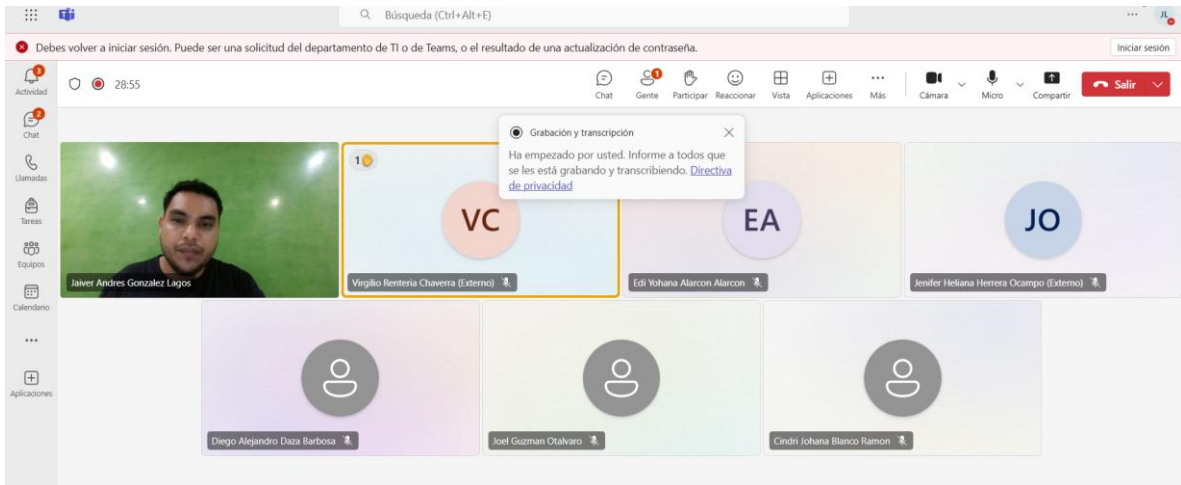 Búsqueda (Ctrl+Alt+E)
JL
Debes volver a iniciar sesión. Puede ser una solicitud del departamento de TI o de Teams, o el resultado de una actualización de contraseña.
Iniciar sesión
3
Actividad
28:55
Chat
1
Gente
Participar
Reaccionar
Vista
Aplicaciones
Más
Cámara
Micro
Compartir
Salir
2
Chat
Llamadas
Tareas
Equipos
Calendario
Aplicaciones
Grabación y transcripción
Ha empezado por usted. Informe a todos que
se les está grabando y transcribiendo. Directiva
de privacidad
Jaiver Andres Gonzalez Lagos
1
VC
Virgilio Renteria Chaverra (Externo)
EA
Edi Yohana Alarcon Alarcon
JO
Jenifer Heliana Herrera Ocampo (Externo)
Diego Alejandro Daza Barbosa
Joel Guzman Otalvaro
Cindri Johana Blanco Ramon